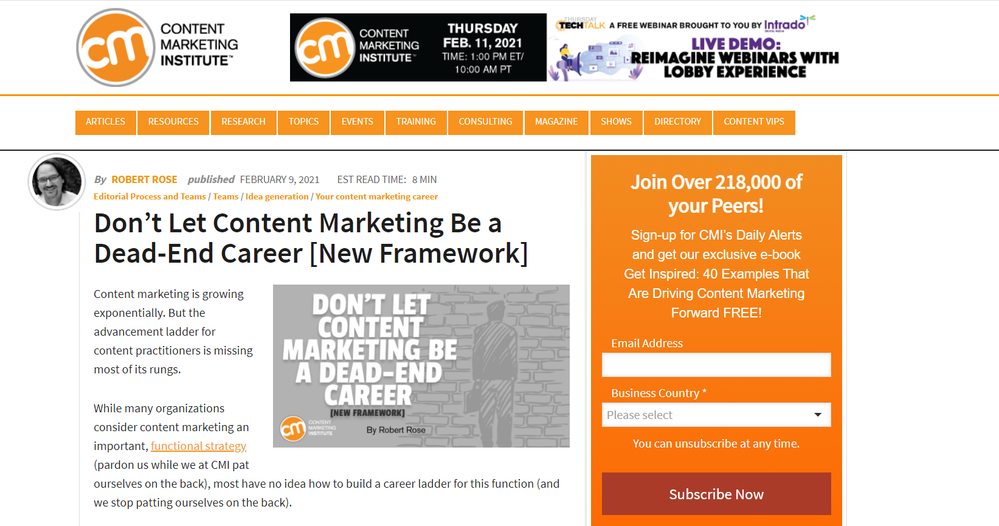 cm CONTENT
MARKETING
INSTITUTE™
cm CONTENT
MARKETING
INSTITUTE™
THURSDAY
FEB. 11, 2021
TIME: 1:00 PM ET/
10:00 AM PT
THURSDAY
TECHTALK A FREE WEBINAR BROUGHT TO YOU BY Intrado
DIGITAL MEDIA
LIVE DEMO:
REIMAGINE WEBINARS WITH
LOBBY EXPERIENCE
ARTICLES RESOURCES RESEARCH TOPICS EVENTS TRAINING CONSULTING MAGAZINE SHOWS DIRECTORY CONTENT VIPS
By ROBERT ROSE published FEBRUARY 9, 2021 EST READ TIME: 8 MIN
Editorial Process and Teams / Teams / Idea generation / Your content marketing career
Don’t Let Content Marketing Be a
Dead-End Career [New Framework]
Content marketing is growing
exponentially. But the
advancement ladder for
content practitioners is missing
most of its rungs.
While many organizations
consider content marketing an
important, functional strategy
(pardon us while we at CMI pat
ourselves on the back), most have no idea how to build a career ladder for this function (and
we stop patting ourselves on the back).
DON’T LET
CONTENT
MARKETING BE
A DEAD-END
CAREER
[NEW FRAMEWORK]
cm CONTENT
MARKETING
INSTITUTE
By Robert Rose
Join Over 218,000 of
your Peers!
Sign-up for CMI’s Daily Alerts
and get our exclusive e-book
Get Inspired: 40 Examples That
Are Driving Content Marketing
Forward FREE!
Email Address
Business Country *
Please select
You can unsubscribe at any time.
Subscribe Now